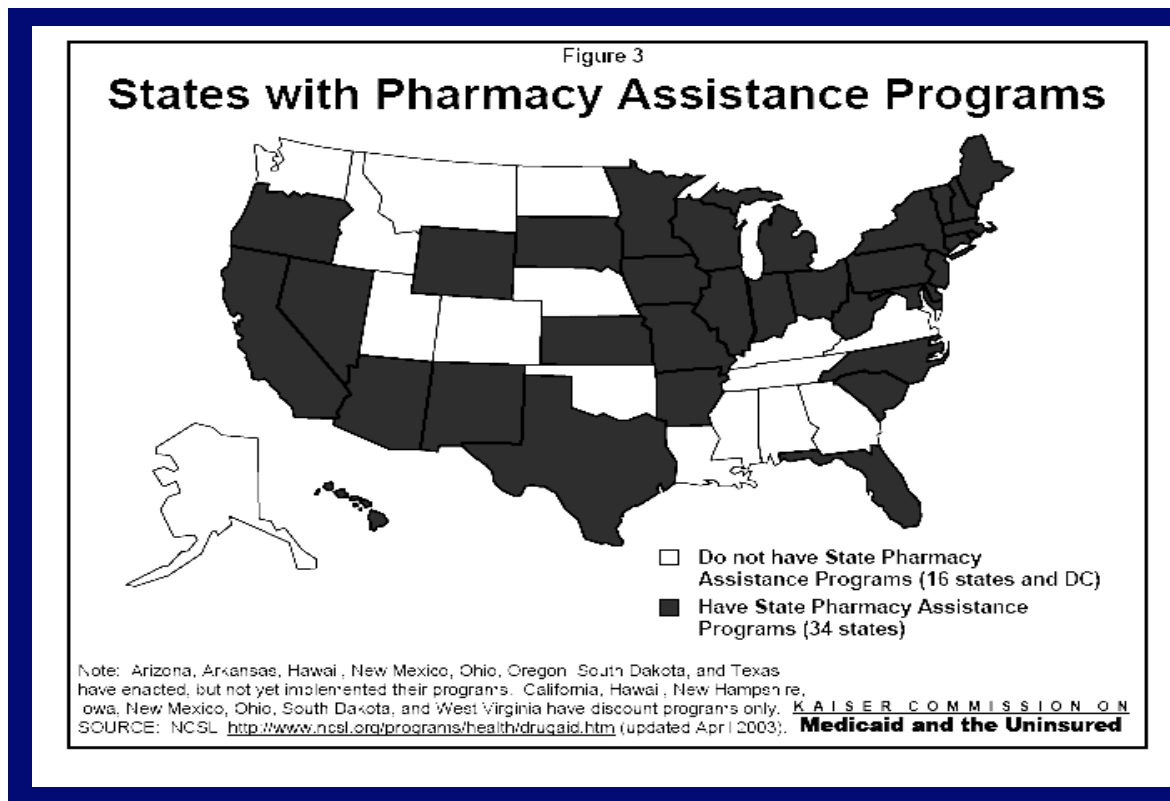 Figure 3
States with Pharmacy Assistance Programs
Do not have State Pharmacy
Assistance Programs (16 states and DC)
Have State Pharmacy Assistance
Programs (34 states)
Note: Arizona, Arkansas, Hawai , New Mexico, Ohio, Oregon South Dakota, and Texas
have enacted, but not yet implemented their programs. California, Hawai , New Hampshire,
owa, New Mexico, Ohio, South Dakota, and West Virginia have discount programs only.
SOURCE: NCSL http://www.ncsl.org/programs/health/drugaid.htm (updated April 2003).
KAISER COMMISSION ON
Medicaid and the Uninsured